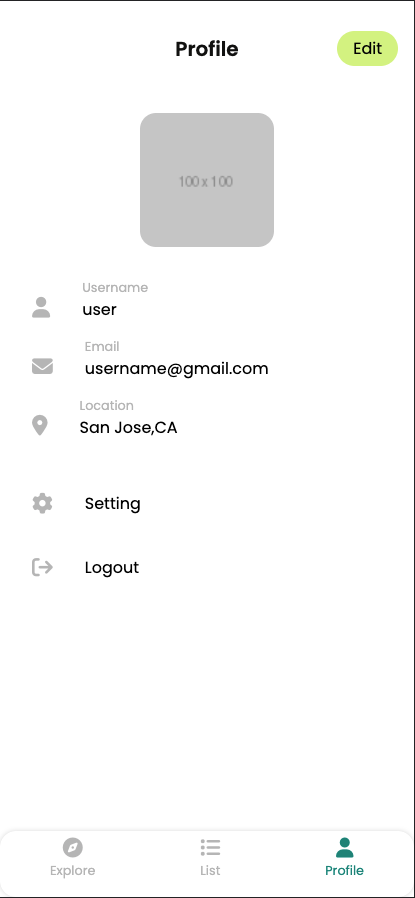 Profile
Edit
100 x 100
Username
user
Email
username@gmail.com
Location
San Jose,CA
Setting
Logout
Explore
List
Profile